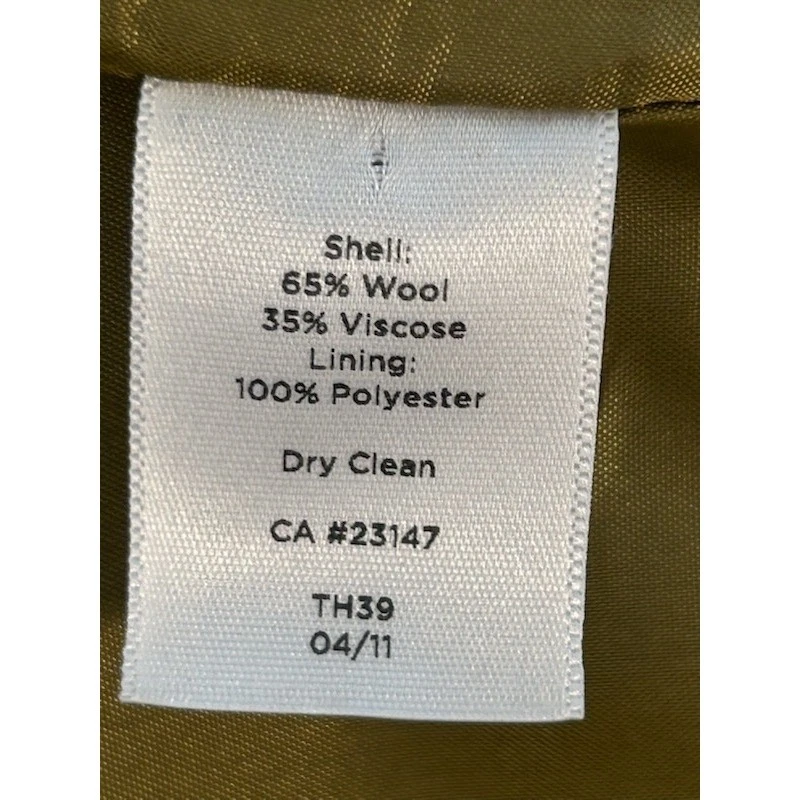 Shell:
65% Wool
35% Viscose
Lining:
100% Polyester
Dry Clean
CA #23147
TH39
04/11